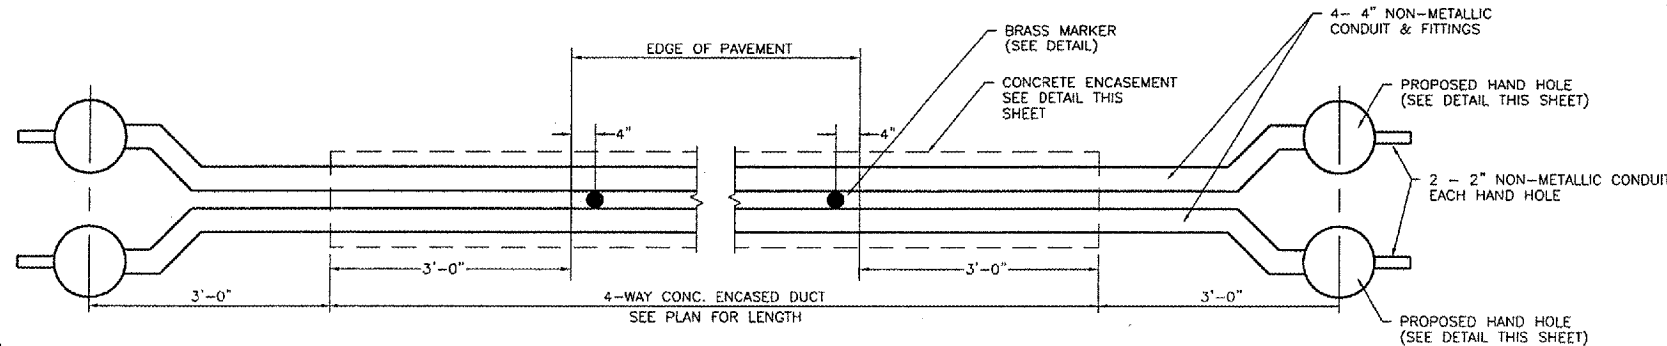 4- 4" NON-METALLIC
CONDUIT & FITTINGS
BRASS MARKER
(SEE DETAIL)
EDGE OF PAVEMENT
CONCRETE ENCASEMENT
SEE DETAIL THIS
SHEET
PROPOSED HAND HOLE
(SEE DETAIL THIS SHEET)
4"
4"
2 - 2" NON-METALLIC CONDUIT
EACH HAND HOLE
3'-0"
3'-0"
3'-0"
4-WAY CONC. ENCASED DUCT
3'-0"
SEE PLAN FOR LENGTH
PROPOSED HAND HOLE
(SEE DETAIL THIS SHEET)